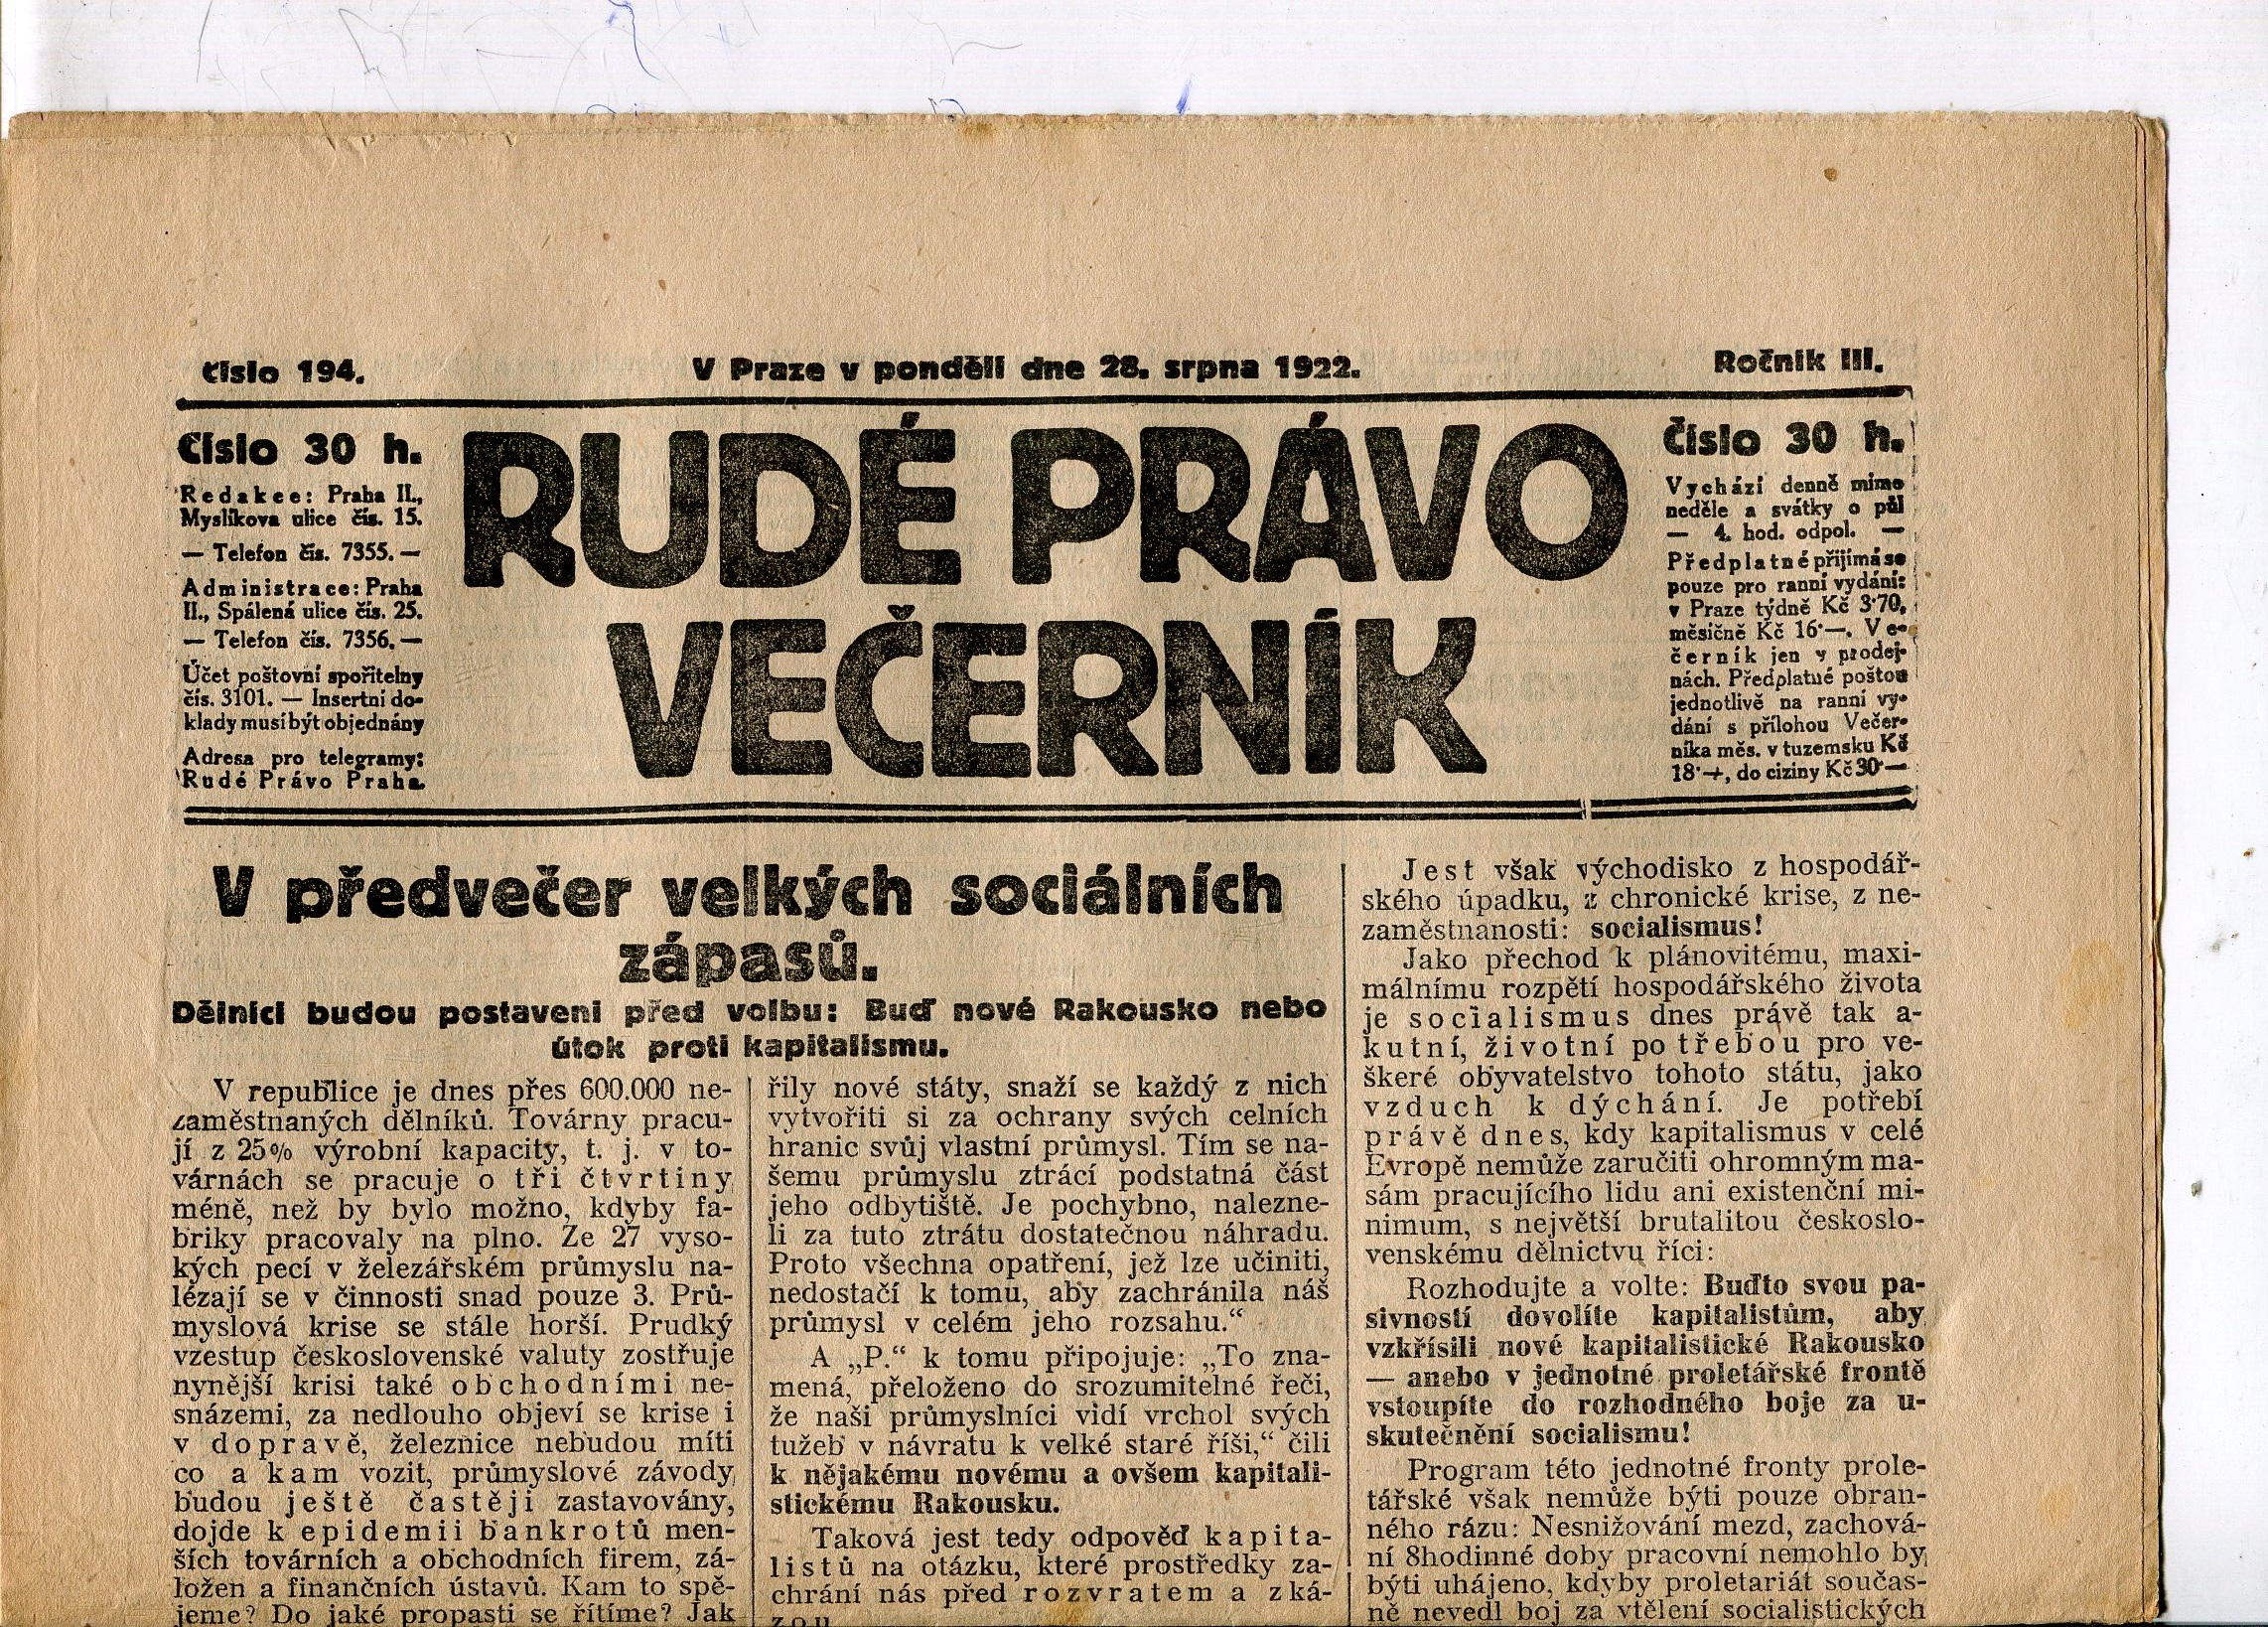 Číslo 194.
V Praze v pondělí dne 28. srpna 1922.
Ročník III.
Číslo 30 h.
Redakce: Praha II.,
Myslíkova ulice čís. 15.
— Telefon čís. 7355. —
Administrace: Praha
II., Spálená ulice čís. 25.
— Telefon čís. 7356. —
Účet poštovní spořitelny
čís. 3101. — Insertní do-
klady musí být objednány
Adresa pro telegramy:
Rudé Právo Praha.
RUDÉ PRÁVO
VEČERNÍK
Číslo 30 h.
Vychází denně mimo
neděle a svátky o půl
— 4. hod. odpol. —
Předplatné přijímá se
pouze pro ranní vydání:
v Praze týdně Kč 3·70,
měsíčně Kč 16·—. Ve-
černík jen v prodej-
nách. Předplatné poštou
jednotlivě na ranní vy-
dání s přílohou Večer-
níka měs. v tuzemsku Kč
18·—, do ciziny Kč 30·—
V předvečer velkých sociálních
zápasů.
Dělníci budou postaveni před volbu: Buď nové Rakousko nebo
útok proti kapitalismu.
V republice je dnes přes 600.000 ne-
zaměstnaných dělníků. Továrny pracu-
jí z 25% výrobní kapacity, t. j. v to-
várnách se pracuje o tři čtvrtiny
méně, než by bylo možno, kdyby fa-
briky pracovaly na plno. Že 27 vyso-
kých pecí v železářském průmyslu na-
lézají se v činnosti snad pouze 3. Prů-
myslová krise se stále horší. Prudký
vzestup československé valuty zostřuje
nynější krisi také obchodními ne-
snázemi, za nedlouho objeví se krise i
v dopravě, železnice nebudou míti
co a kam vozit, průmyslové závody
budou ještě častěji zastavovány,
dojde k epidemii bankrotů men-
ších továrních a obchodních firem, zá-
ložen a finančních ústavů. Kam to spě-
jeme? Do jaké propasti se řítíme? Jak
řily nové státy, snaží se každý z nich
vytvořiti si za ochrany svých celních
hranic svůj vlastní průmysl. Tím se na-
šemu průmyslu ztrácí podstatná část
jeho odbytiště. Je pochybno, nalezne-
li za tuto ztrátu dostatečnou náhradu.
Proto všechna opatření, jež lze učiniti,
nedostačí k tomu, aby zachránila náš
průmysl v celém jeho rozsahu.“
A „P.“ k tomu připojuje: „To zna-
mená, přeloženo do srozumitelné řeči,
že naši průmyslníci vidí vrchol svých
tužeb v návratu k velké staré říši,“ čili
k nějakému novému a ovšem kapitali-
stickému Rakousku.
Taková jest tedy odpověď kapita-
listů na otázku, které prostředky za-
chrání nás před rozvratem a zká-
zou
Jest však východisko z hospodář-
ského úpadku, z chronické krise, z ne-
zaměstnanosti: socialismus!
Jako přechod k plánovitému, maxi-
málnímu rozpětí hospodářského života
je socialismus dnes právě tak a-
kutní, životní potřebou pro ve-
škeré obyvatelstvo tohoto státu, jako
vzduch k dýchání. Je potřebí
právě dnes, kdy kapitalismus v celé
Evropě nemůže zaručiti ohromným ma-
sám pracujícího lidu ani existenční mi-
nimum, s největší brutalitou českoslo-
venskému dělnictvu říci:
Rozhodujte a volte: Buďto svou pa-
sivností dovolíte kapitalistům, aby
vzkřísili nové kapitalistické Rakousko
— anebo v jednotné proletářské frontě
vstoupíte do rozhodného boje za u-
skutečnění socialismu!
Program této jednotné fronty prole-
tářské však nemůže býti pouze obran-
ného rázu: Nesnižování mezd, zachová-
ní 8hodinné doby pracovní nemohlo by
býti uhájeno, kdyby proletariát součas-
ně nevedl boj za vtělení socialistických